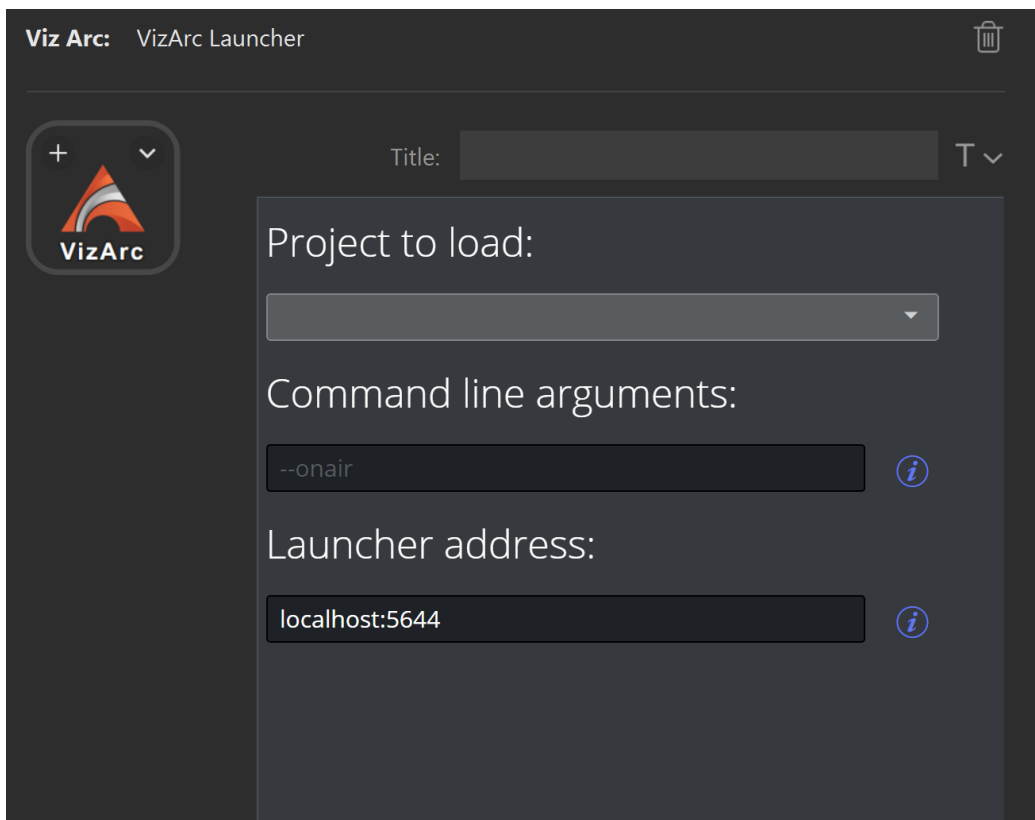 Viz Arc: VizArc Launcher
Title:
T
VizArc
Project to load:
Command line arguments:
--onair
i
Launcher address:
localhost:5644
i